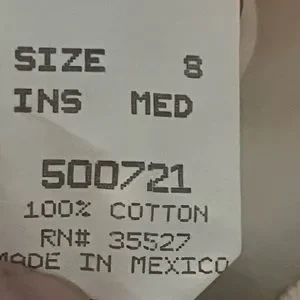 SIZE 8
INS MED
500721
100% COTTON
RN# 35527
MADE IN MEXICO